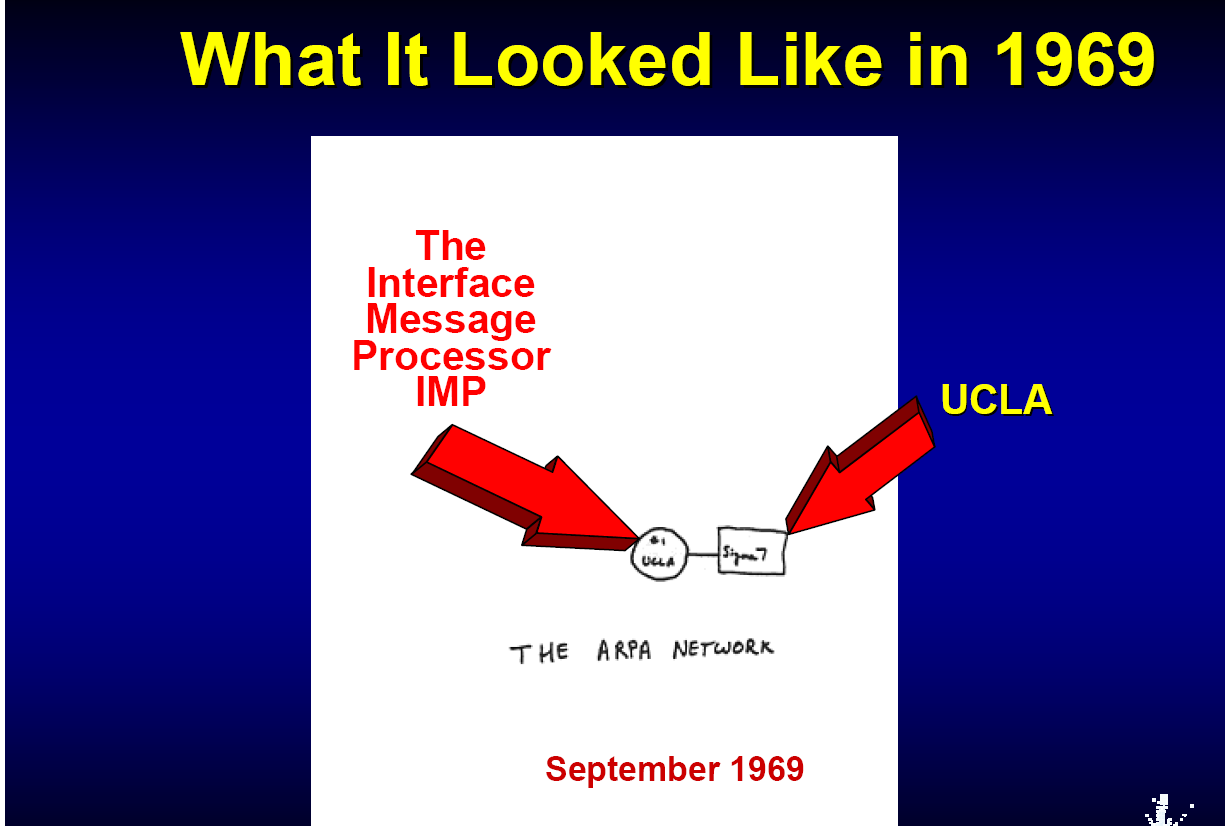 What It Looked Like in 1969
The
Interface
Message
Processor
IMP
UCLA
#1
UCLA
Sigma 7
THE ARPA NETWORK
September 1969